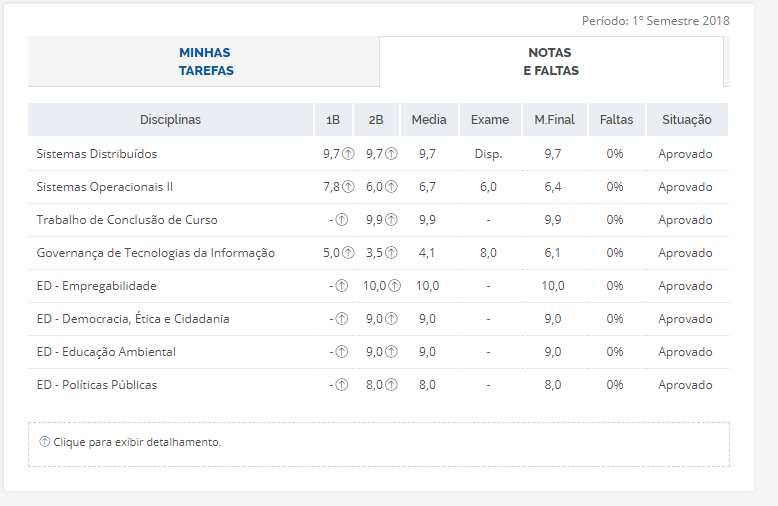 Período: 1º Semestre 2018
MINHAS TAREFAS NOTAS E FALTAS
Disciplinas 1B 2B Media Exame M.Final Faltas Situação
Sistemas Distribuídos 9,7 9,7 9,7 Disp. 9,7 0% Aprovado
Sistemas Operacionais II 7,8 6,0 6,7 6,0 6,4 0% Aprovado
Trabalho de Conclusão de Curso - 9,9 9,9 - 9,9 0% Aprovado
Governança de Tecnologias da Informação 5,0 3,5 4,1 8,0 6,1 0% Aprovado
ED - Empregabilidade - 10,0 10,0 - 10,0 0% Aprovado
ED - Democracia, Ética e Cidadania - 9,0 9,0 - 9,0 0% Aprovado
ED - Educação Ambiental - 9,0 9,0 - 9,0 0% Aprovado
ED - Políticas Públicas - 8,0 8,0 - 8,0 0% Aprovado
Clique para exibir detalhamento.